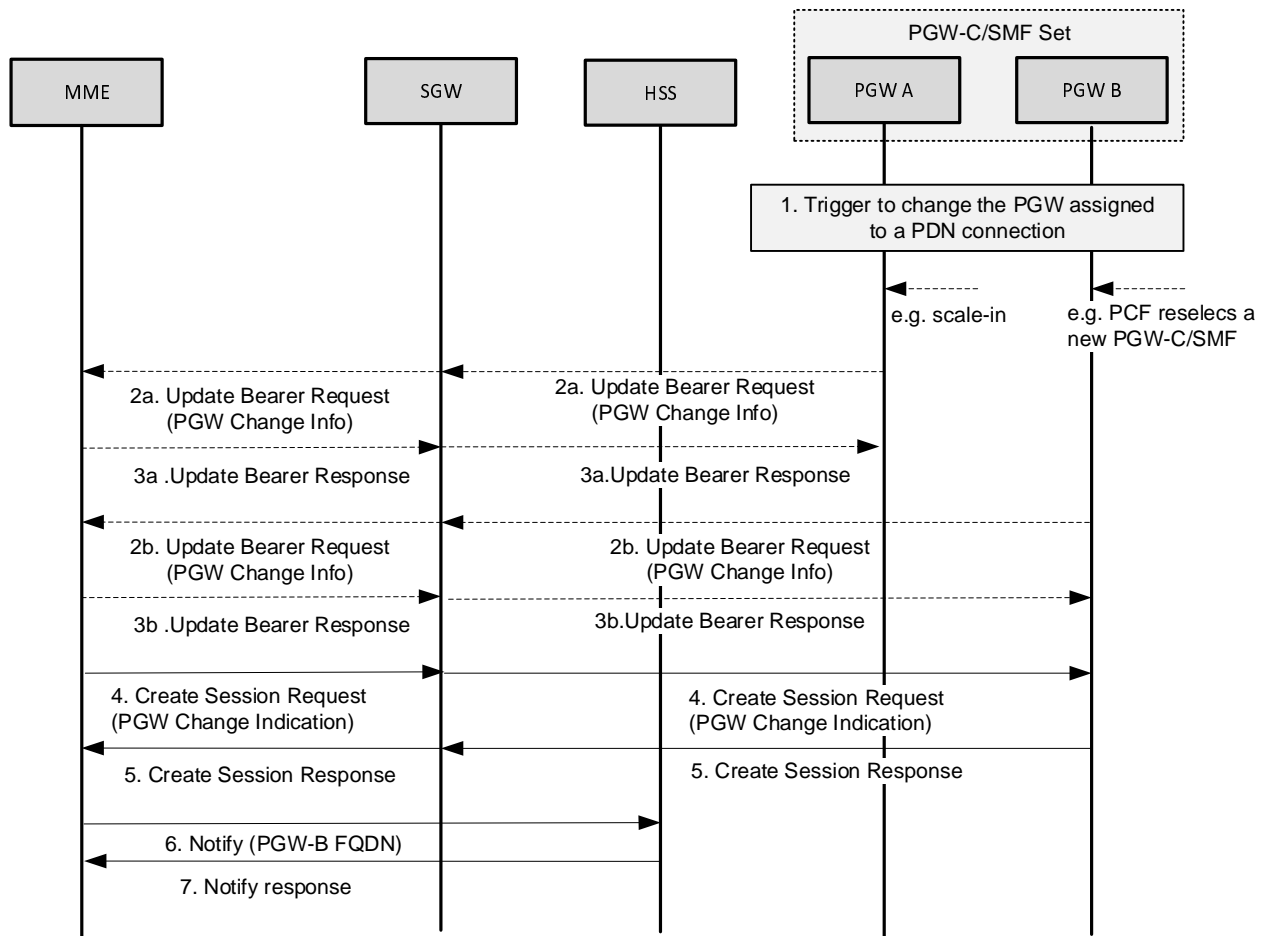 PGW-C/SMF Set
MME
SGW
HSS
PGW A
PGW B
1. Trigger to change the PGW assigned
to a PDN connection
e.g. scale-in
e.g. PCF reselecs a
new PGW-C/SMF
2a. Update Bearer Request
(PGW Change Info)
2a. Update Bearer Request
(PGW Change Info)
3a .Update Bearer Response
3a.Update Bearer Response
2b. Update Bearer Request
(PGW Change Info)
2b. Update Bearer Request
(PGW Change Info)
3b .Update Bearer Response
3b.Update Bearer Response
4. Create Session Request
(PGW Change Indication)
4. Create Session Request
(PGW Change Indication)
5. Create Session Response
5. Create Session Response
6. Notify (PGW-B FQDN)
7. Notify response